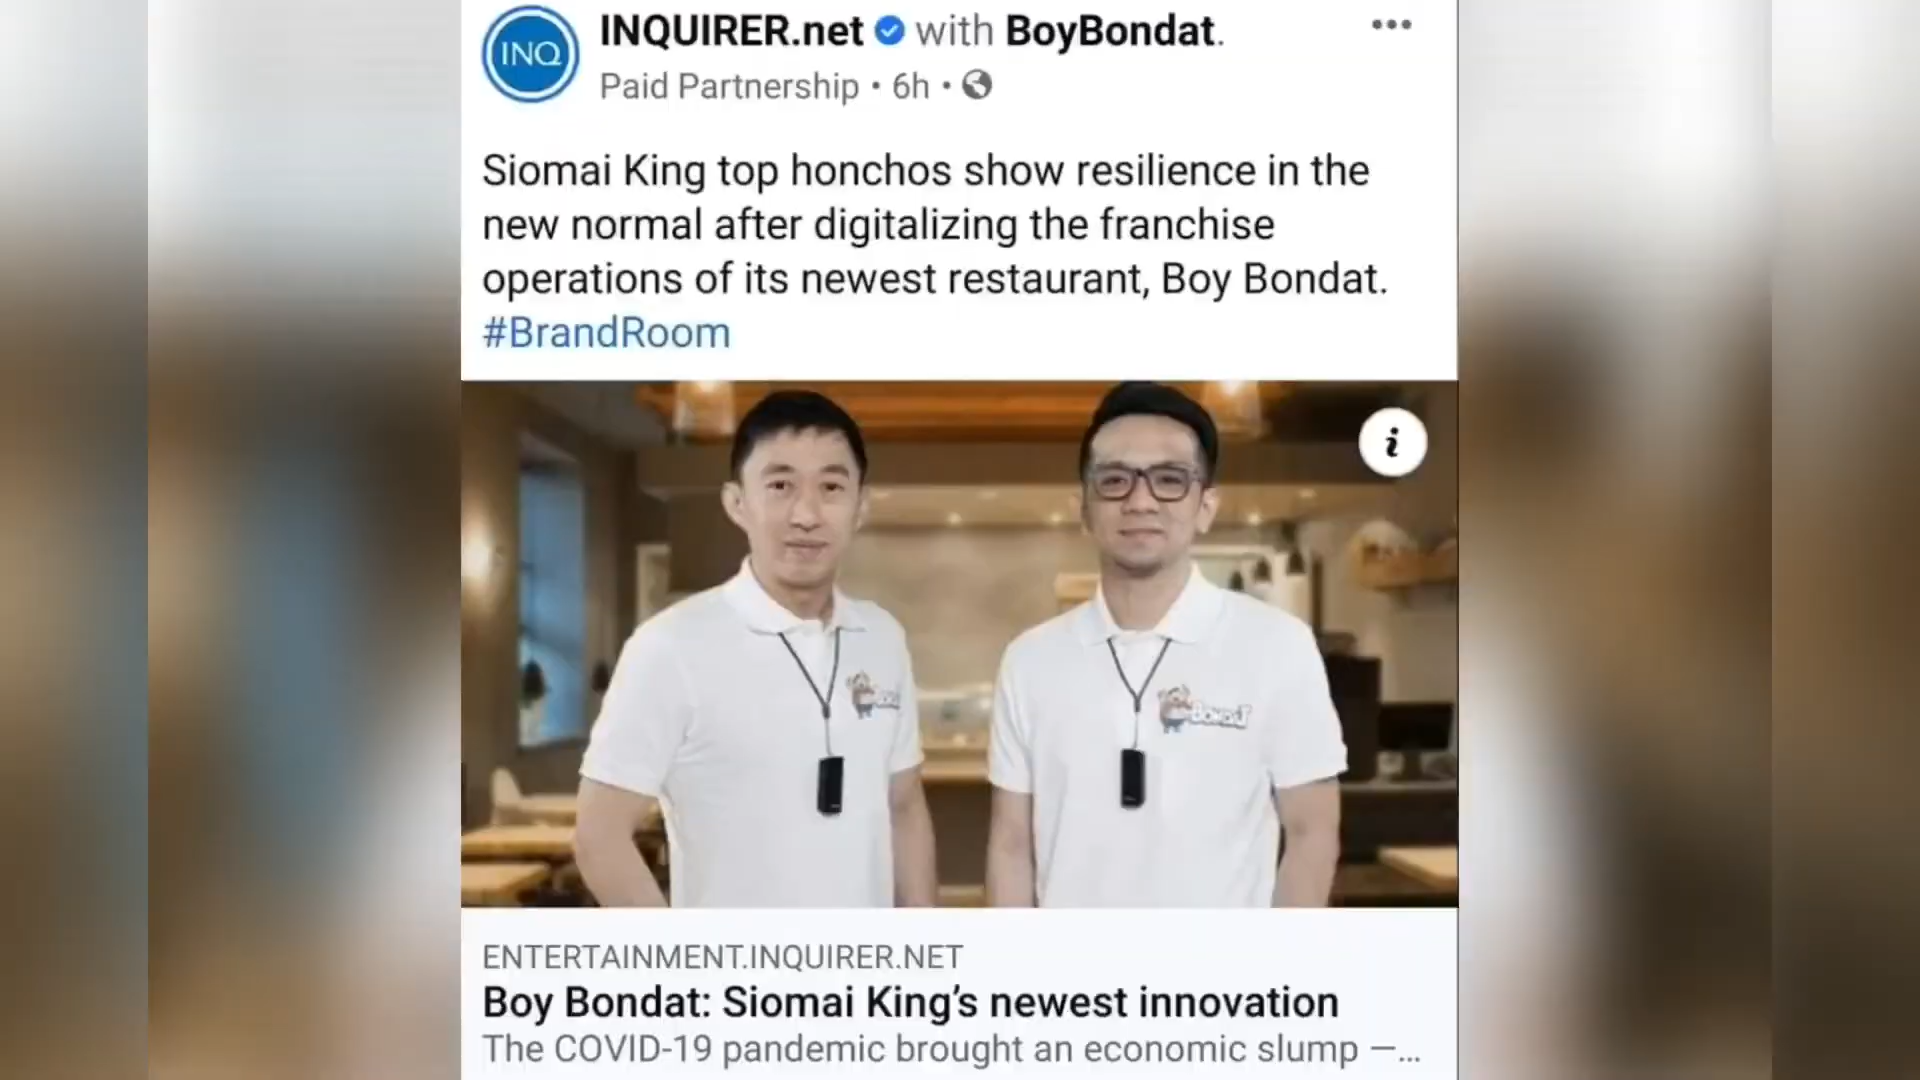 INQ
INQUIRER.net with BoyBondat.
Paid Partnership • 6h •
Siomai King top honchos show resilience in the
new normal after digitalizing the franchise
operations of its newest restaurant, Boy Bondat.
#BrandRoom
i
BONDAT
ENTERTAINMENT.INQUIRER.NET
Boy Bondat: Siomai King’s newest innovation
The COVID-19 pandemic brought an economic slump —...